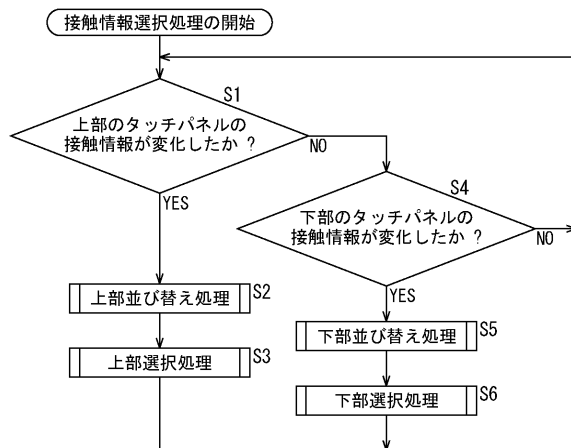 接触情報選択処理の開始
S1
上部のタッチパネルの
接触情報が変化したか ?
NO
YES
S4
下部のタッチパネルの
接触情報が変化したか ?
NO
YES
上部並び替え処理
S2
上部選択処理
S3
下部並び替え処理
S5
下部選択処理
S6